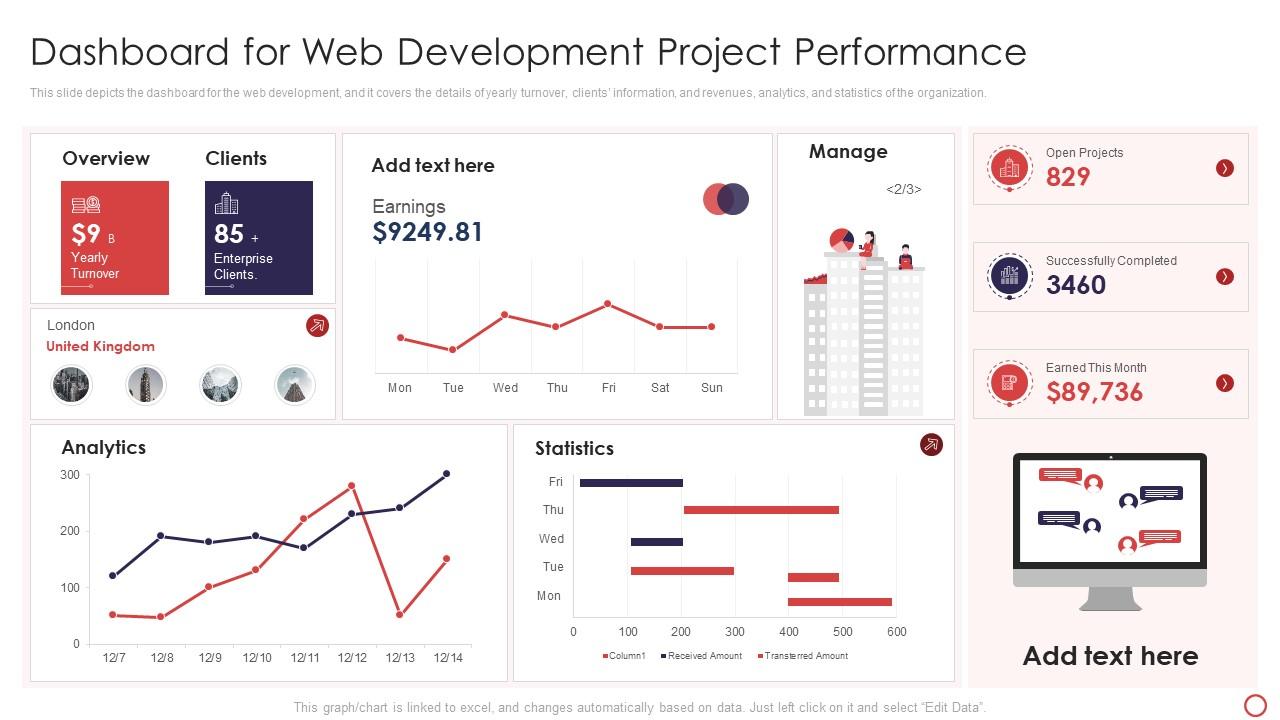 Dashboard for Web Development Project Performance
This slide depicts the dashboard for the web development, and it covers the details of yearly turnover, clients' information, and revenues, analytics, and statistics of the organization.
Overview
$9 B
Yearly
Turnover
Clients
85 +
Enterprise
Clients.
London
United Kingdom
Add text here
Earnings
$9249.81
Mon Tue Wed Thu Fri Sat Sun
Manage
<2/3>
Open Projects
829
Successfully Completed
3460
Earned This Month
$89,736
Analytics
300
200
100
0
12/7 12/8 12/9 12/10 12/11 12/12 12/13 12/14
Statistics
Fri
Thu
Wed
Tue
Mon
0 100 200 300 400 500 600
Column1 Received Amount Transterred Amount
Add text here
This graph/chart is linked to excel, and changes automatically based on data. Just left click on it and select “Edit Data”.